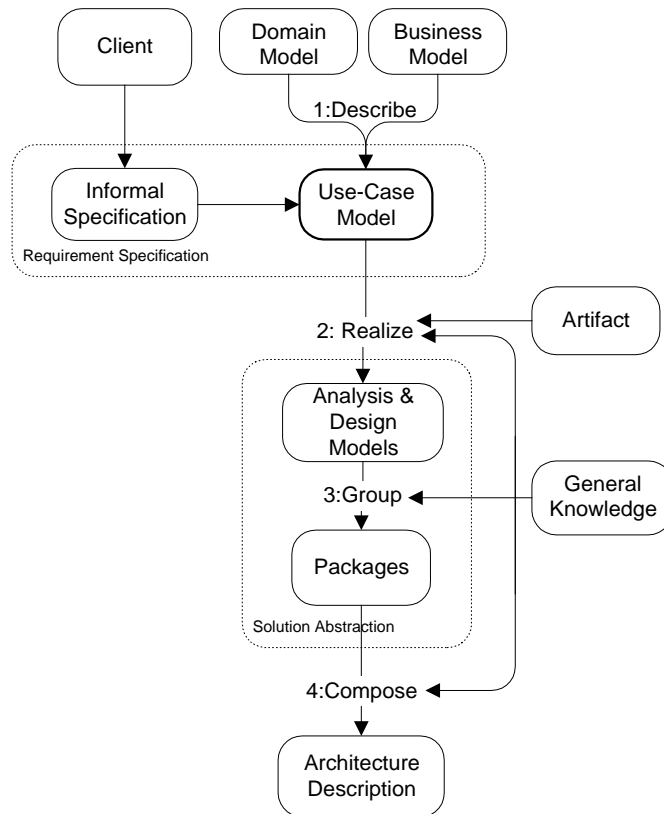 Client
Domain
Model
Business
Model
1:Describe
Informal
Specification
Use-Case
Model
Requirement Specification
2: Realize
Artifact
Analysis &
Design
Models
3:Group
General
Knowledge
Packages
Solution Abstraction
4:Compose
Architecture
Description